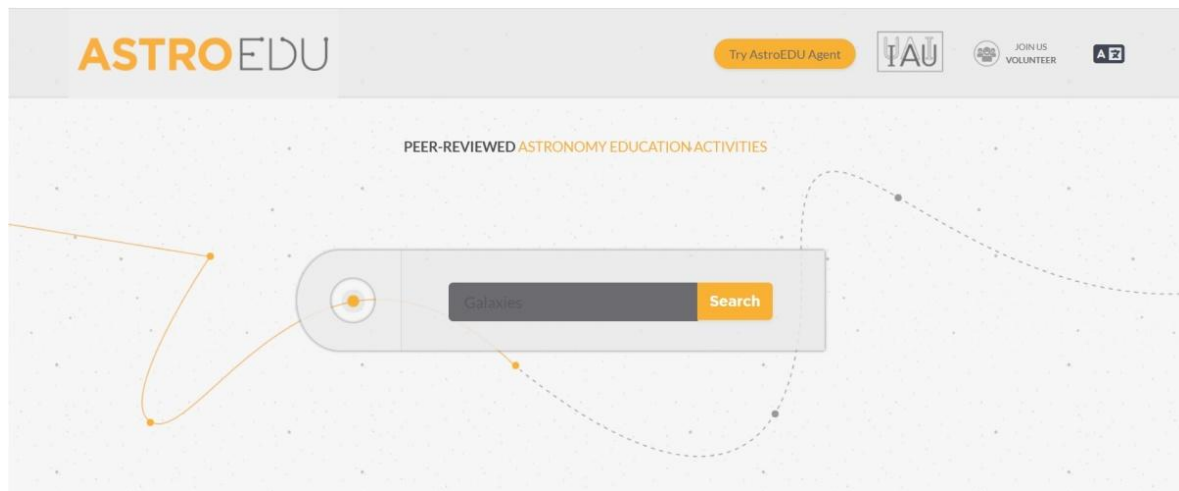 ASTROEDU
Try AstroEDU Agent
IAU
JOIN US
VOLUNTEER
A
PEER-REVIEWED ASTRONOMY EDUCATION ACTIVITIES
Galaxies
Search